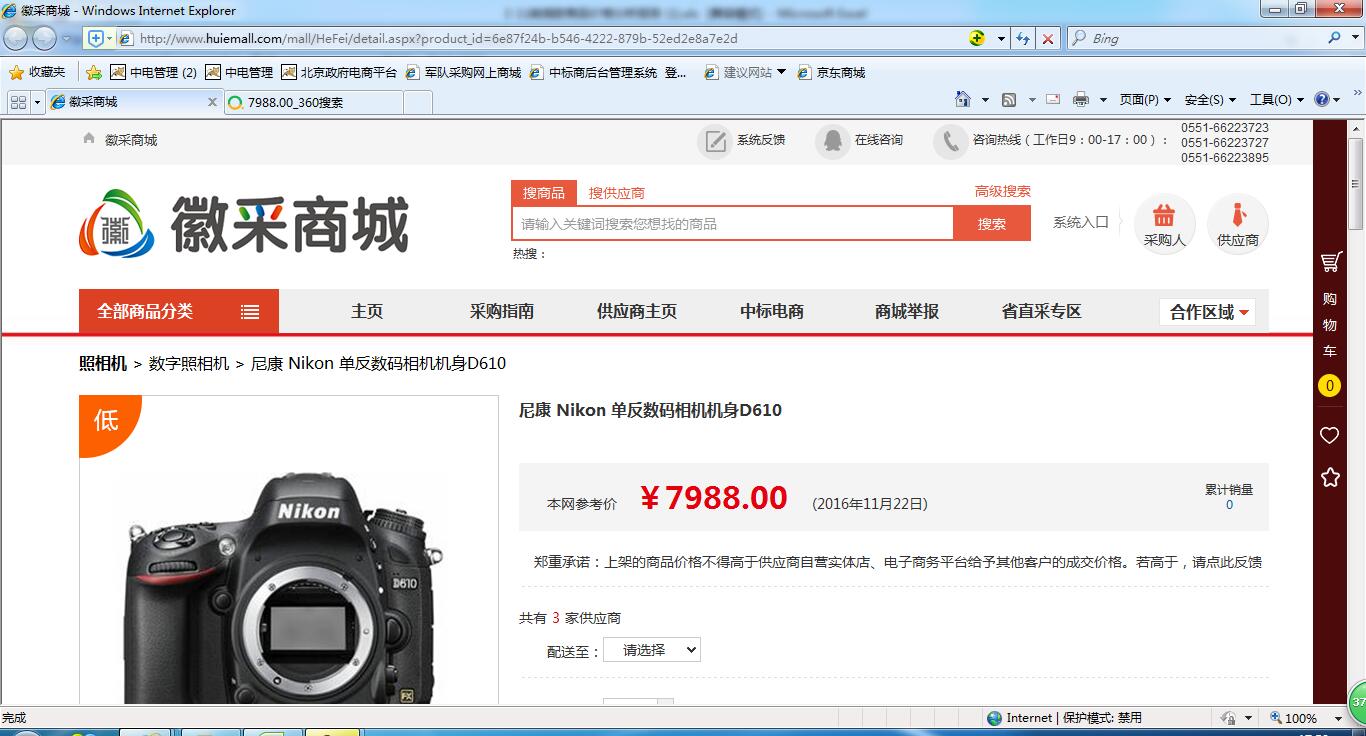 徽采商城 - Windows Internet Explorer
http://www.huiemall.com/mall/HeFei/detail.aspx?product_id=6e87f24b-b546-4222-879b-52ed2e8a7e2d
Bing
收藏夹 中电管理 (2) 中电管理 北京政府电商平台 军队采购网上商城 中标商后台管理系统 登... 建议网站 京东商城
徽采商城 7988.00_360搜索 页面(P) 安全(S) 工具(O)
徽采商城 系统反馈 在线咨询 咨询热线（工作日9：00-17：00）：
0551-66223723
0551-66223727
0551-66223895
徽采商城
搜商品 搜供应商 高级搜索
请输入关键词搜索您想找的商品 搜索
热搜：
系统入口 采购人 供应商
全部商品分类 主页 采购指南 供应商主页 中标电商 商城举报 省直采专区 合作区域
购
物
车
0
照相机 > 数字照相机 > 尼康 Nikon 单反数码相机机身D610
低
Nikon
D610
FX
尼康 Nikon 单反数码相机机身D610
本网参考价 ￥7988.00 (2016年11月22日)
累计销量
0
郑重承诺：上架的商品价格不得高于供应商自营实体店、电子商务平台给予其他客户的成交价格。若高于，请点此反馈
共有 3 家供应商
配送至： 请选择
37
完成 Internet | 保护模式: 禁用 100%